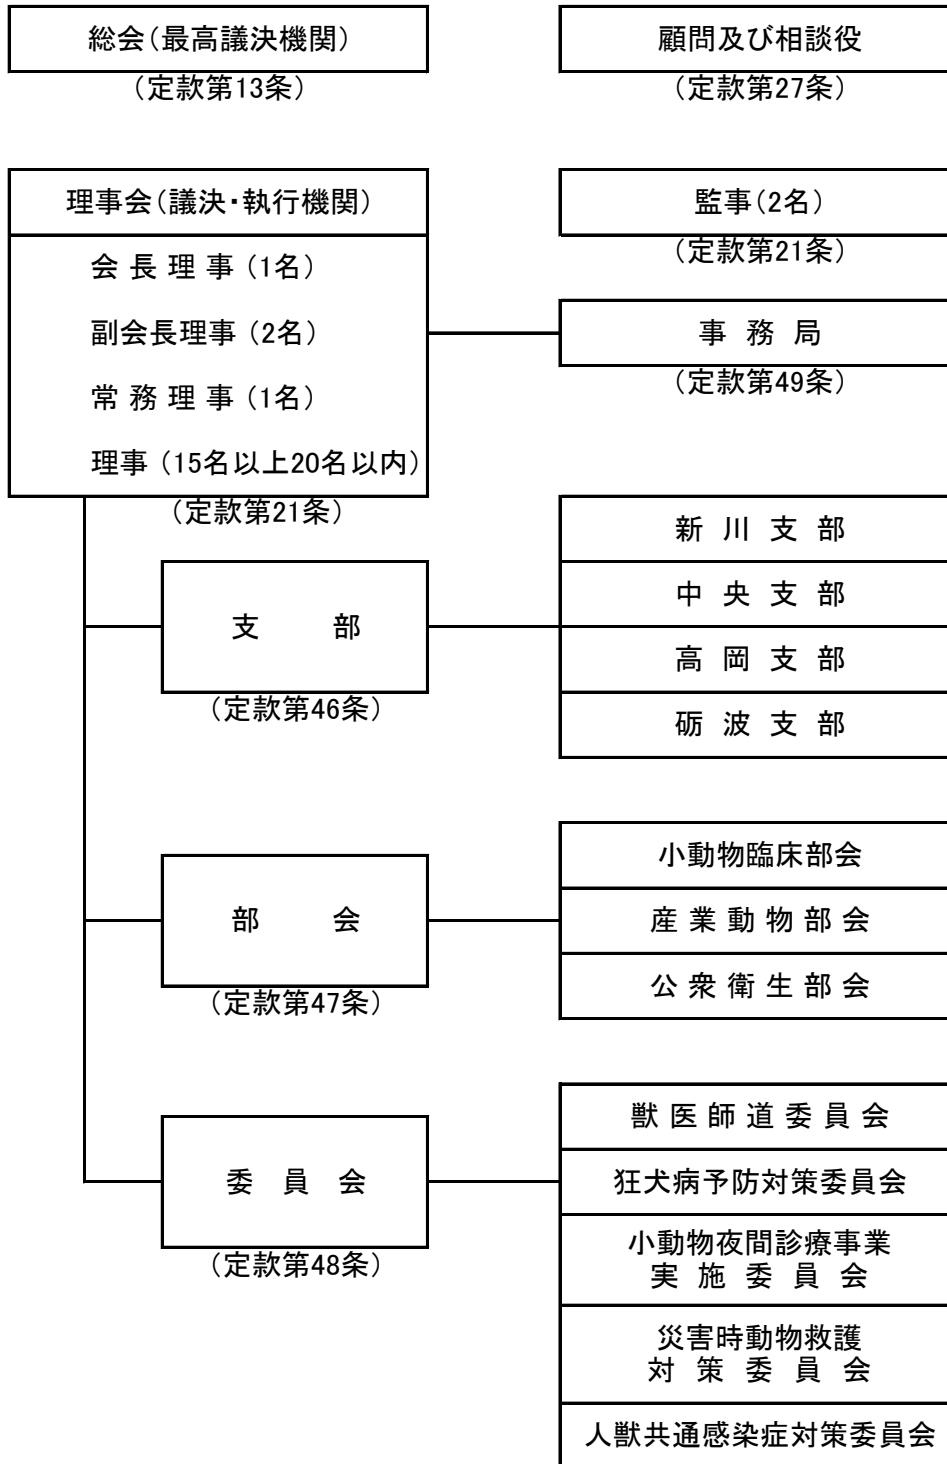 総会（最高議決機関）
（定款第13条）
顧問及び相談役
（定款第27条）
理事会（議決・執行機関）
会 長 理 事 （1名）
副会長理事 （2名）
常 務 理 事 （1名）
理事 （15名以上20名以内）
（定款第21条）
監事（2名）
（定款第21条）
事 務 局
（定款第49条）
支 部
（定款第46条）
新 川 支 部
中 央 支 部
高 岡 支 部
砺 波 支 部
部 会
（定款第47条）
小動物臨床部会
産 業 動 物 部 会
公 衆 衛 生 部 会
委 員 会
（定款第48条）
獣 医 師 道 委 員 会
狂犬病予防対策委員会
小動物夜間診療事業
実 施 委 員 会
災害時動物救護
対 策 委 員 会
人獣共通感染症対策委員会